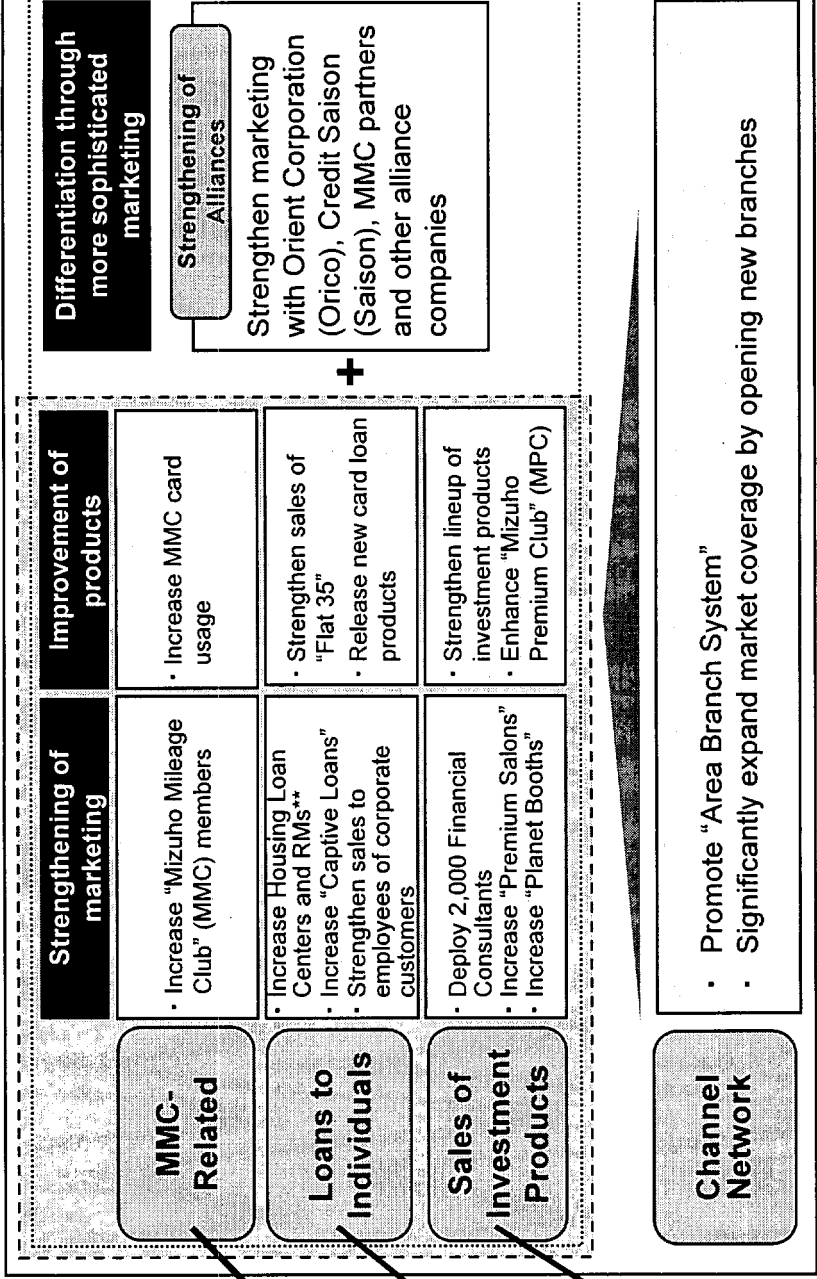 Strengthening of
marketing
Improvement of
products
Differentiation through
more sophisticated
marketing
MMC-
Related
· Increase “Mizuho Mileage
Club” (MMC) members
· Increase MMC card
usage
Loans to
Individuals
· Increase Housing Loan
Centers and RMs**
· Increase “Captive Loans”
· Strengthen sales to
employees of corporate
customers
· Strengthen sales of
“Flat 35”
· Release new card loan
products
Sales of
Investment
Products
· Deploy 2,000 Financial
Consultants
· Increase “Premium Salons”
· Increase “Planet Booths”
· Strengthen lineup of
investment products
· Enhance “Mizuho
Premium Club” (MPC)
+
Strengthening of
Alliances
Strengthen marketing
with Orient Corporation
(Orico), Credit Saison
(Saison), MMC partners
and other alliance
companies
Channel
Network
· Promote “Area Branch System”
· Significantly expand market coverage by opening new branches